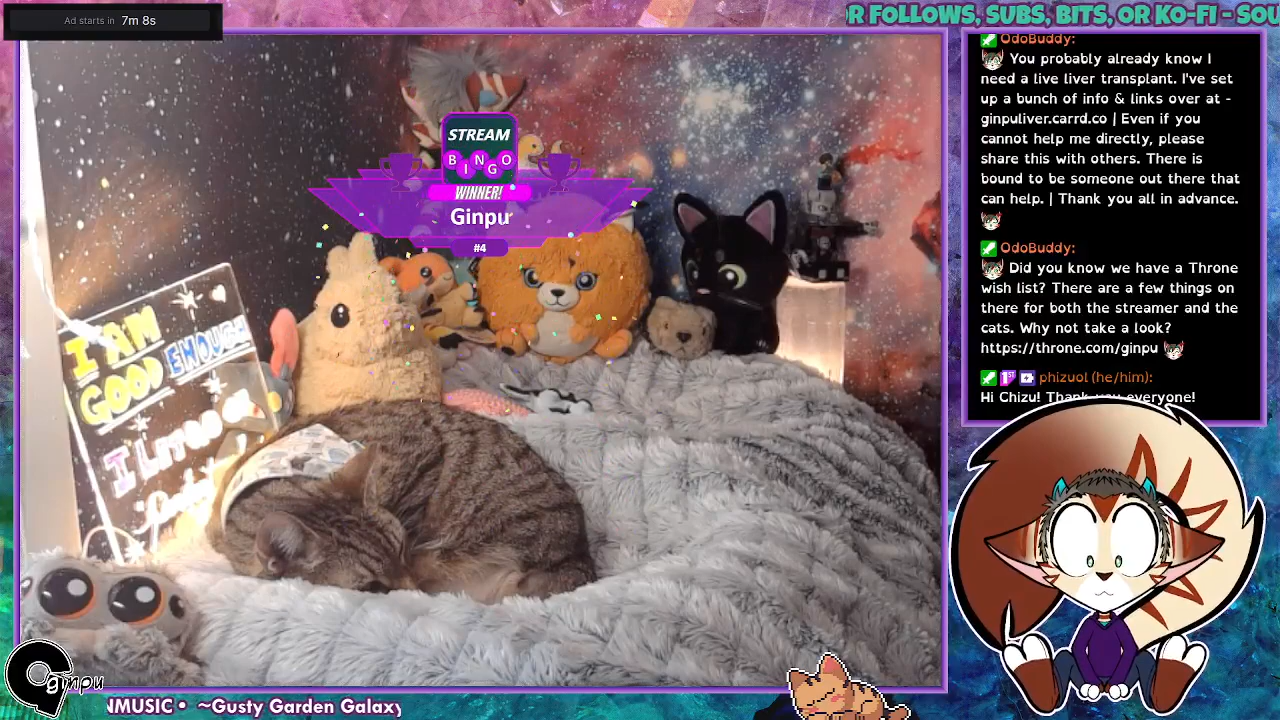 Ad starts in 7m 8s
R FOLLOWS, SUBS, BITS, OR KO-FI - SOU
STREAM
BINGO
WINNER!
Ginpu
#4
I AM
GOOD ENOUGH
OdoBuddy:
You probably already know I
need a live liver transplant. I've set
up a bunch of info & links over at -
ginpuliver.carrd.co | Even if you
cannot help me directly, please
share this with others. There is
bound to be someone out there that
can help. | Thank you all in advance.
OdoBuddy:
Did you know we have a Throne
wish list? There are a few things on
there for both the streamer and the
cats. Why not take a look?
https://throne.com/ginpu
1ST phizuol (he/him):
Hi Chizu! Thank you everyone!
ginpu
NMUSIC • ~Gusty Garden Galaxy